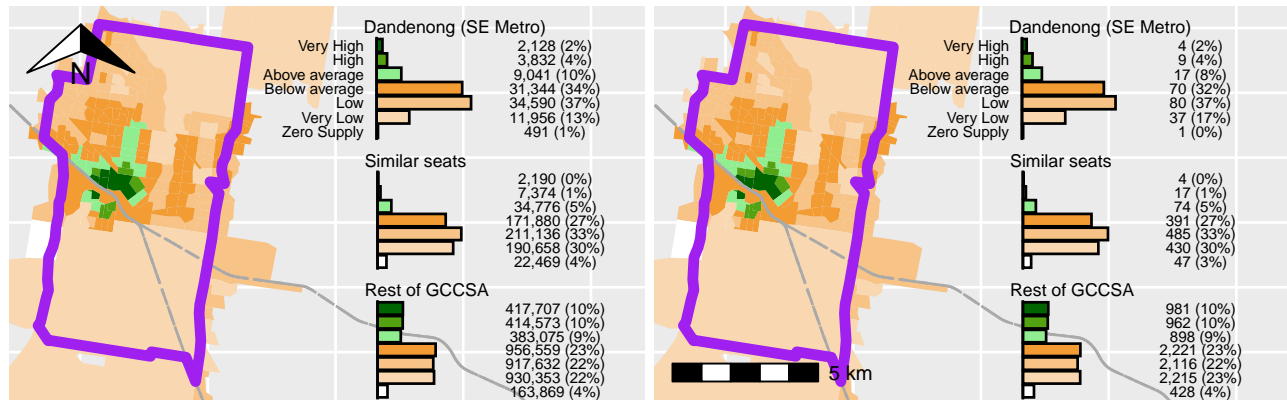 Dandenong (SE Metro)
Very High 2,128 (2%)
High 3,832 (4%)
Above average 9,041 (10%)
Below average 31,344 (34%)
Low 34,590 (37%)
Very Low 11,956 (13%)
Zero Supply 491 (1%)
Similar seats
2,190 (0%)
7,374 (1%)
34,776 (5%)
171,880 (27%)
211,136 (33%)
190,658 (30%)
22,469 (4%)
Rest of GCCSA
417,707 (10%)
414,573 (10%)
383,075 (9%)
956,559 (23%)
917,632 (22%)
930,353 (22%)
163,869 (4%)
N
Dandenong (SE Metro)
Very High 4 (2%)
High 9 (4%)
Above average 17 (8%)
Below average 70 (32%)
Low 80 (37%)
Very Low 37 (17%)
Zero Supply 1 (0%)
Similar seats
4 (0%)
17 (1%)
74 (5%)
391 (27%)
485 (33%)
430 (30%)
47 (3%)
Rest of GCCSA
981 (10%)
962 (10%)
898 (9%)
2,221 (23%)
2,116 (22%)
2,215 (23%)
428 (4%)
5 km